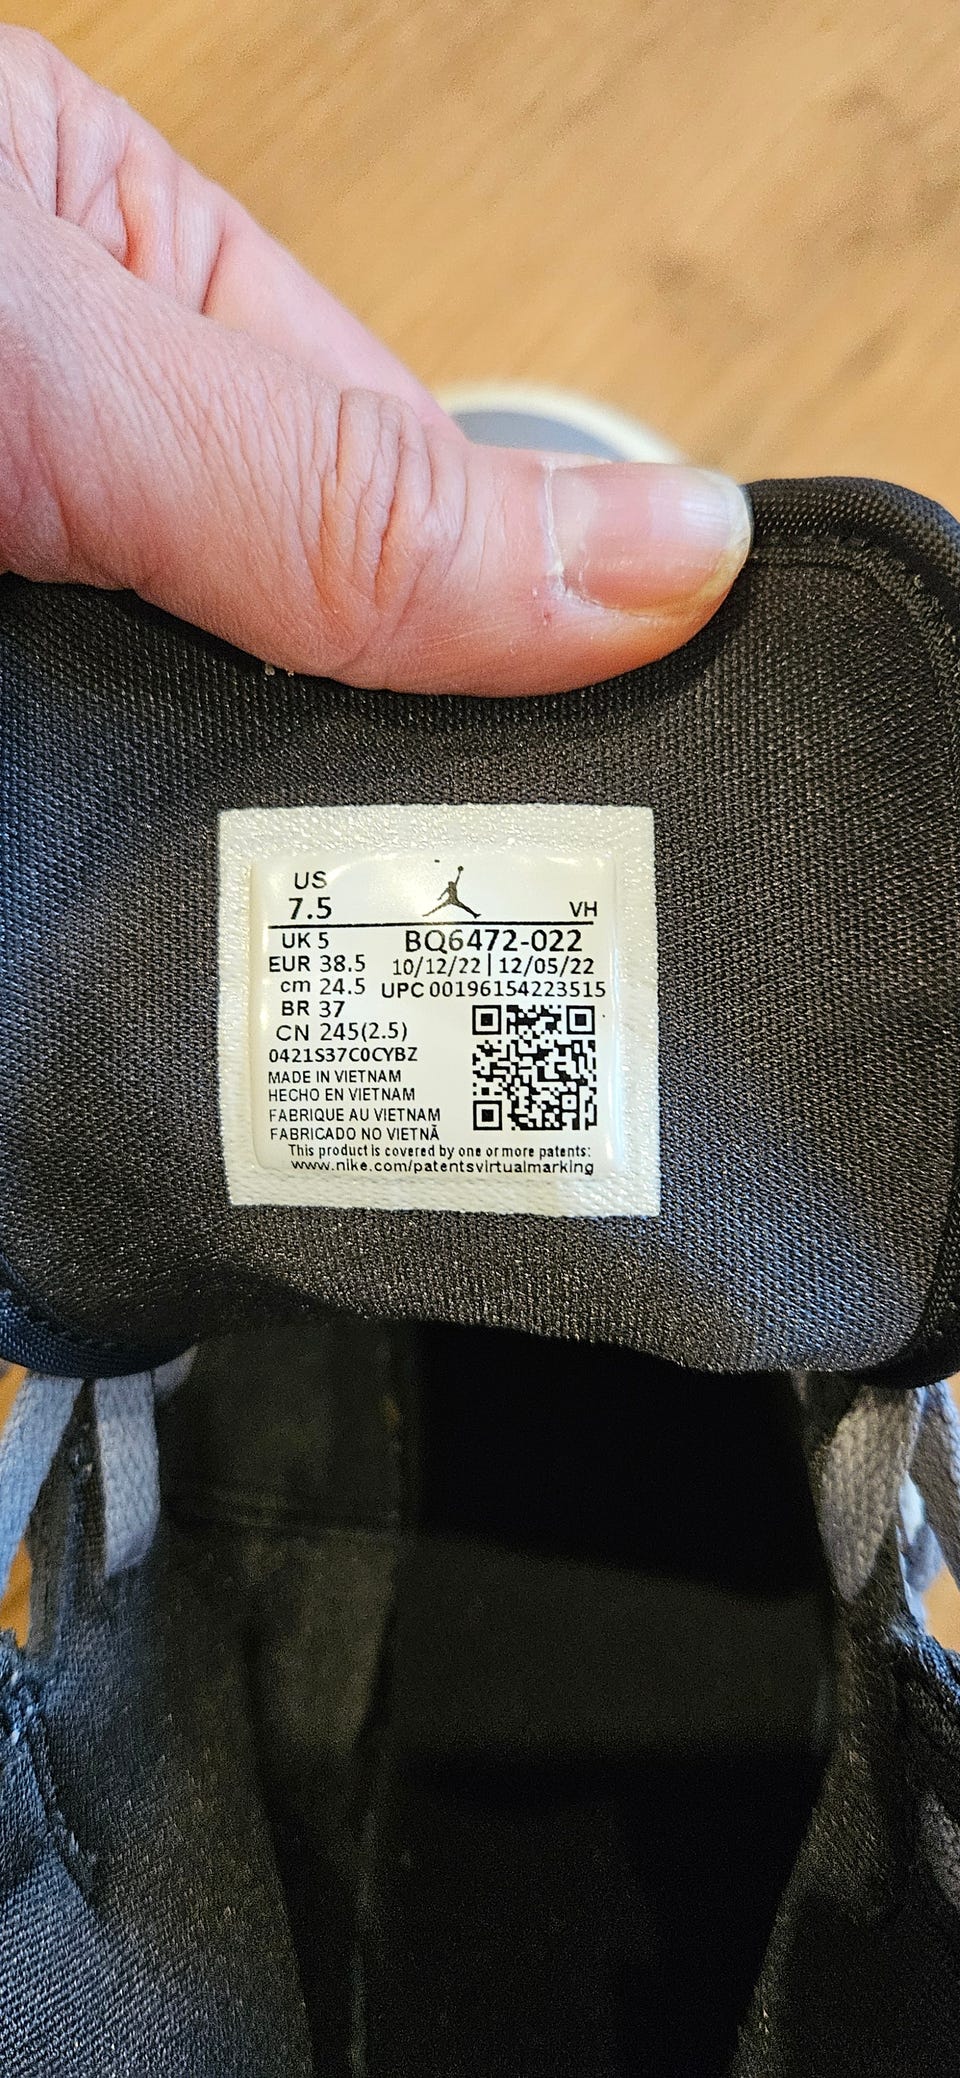 US
7.5
VH
UK 5
BQ6472-022
EUR 38.5
10/12/22 | 12/05/22
cm 24.5
UPC 00196154223515
BR 37
CN 245(2.5)
0421S37C0CYBZ
MADE IN VIETNAM
HECHO EN VIETNAM
FABRIQUE AU VIETNAM
FABRICADO NO VIETNÃ
This product is covered by one or more patents:
www.nike.com/patentsvirtualmarking